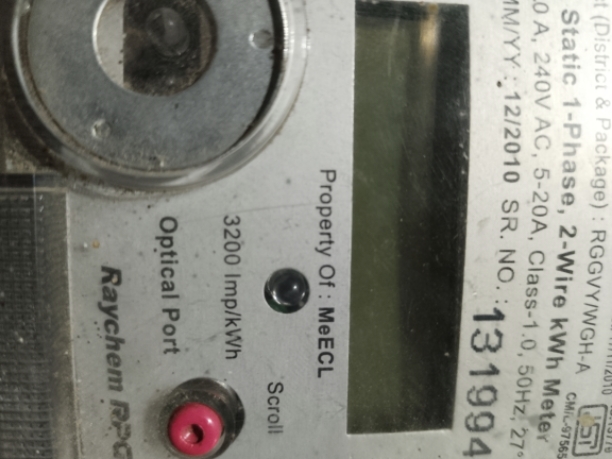 st (District & Package) : RGGVY/WGH-A
Static 1-Phase, 2-Wire kWh Meter
.0 A, 240V AC, 5-20A, Class-1.0, 50Hz, 27°
MM/YY : 12/2010 SR. NO. : 131994
Property Of : MeECL
Scroll
3200 Imp/kWh
Optical Port
Raychem RPG